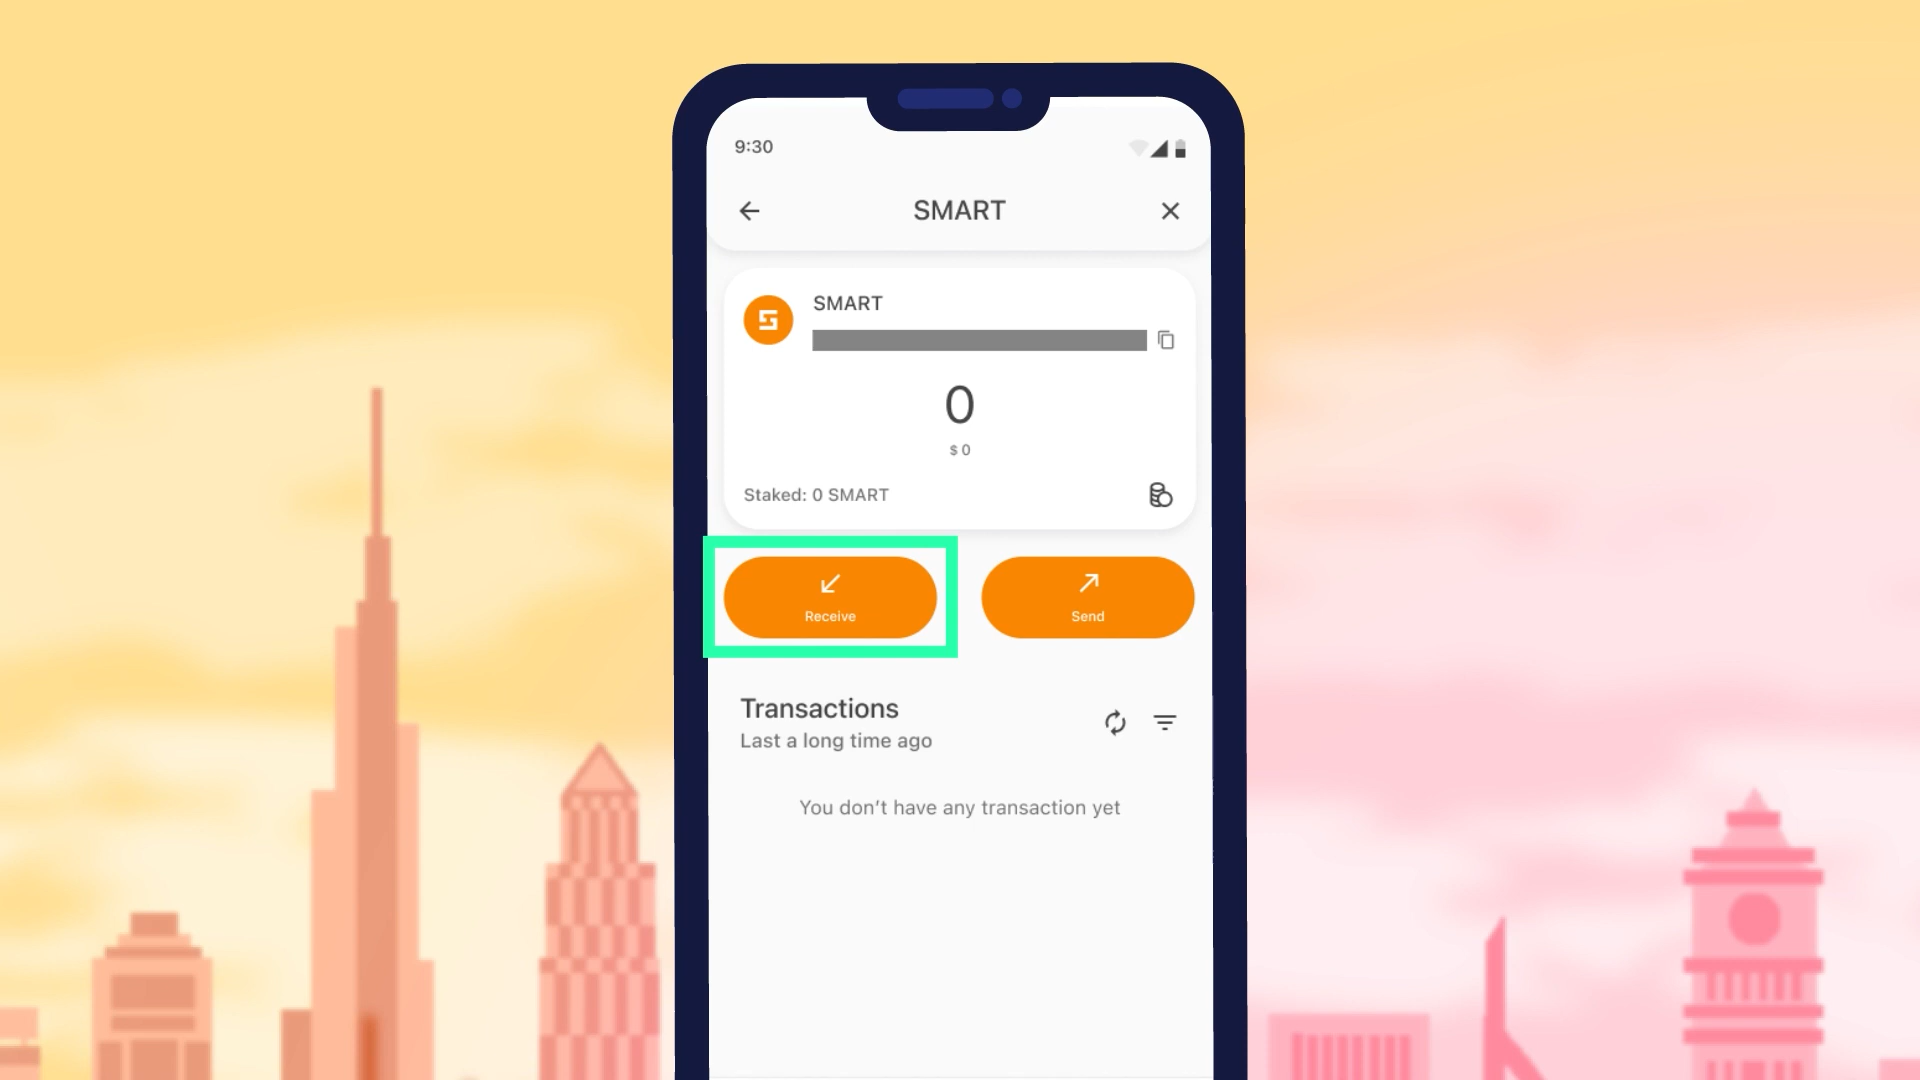 9:30
SMART
SMART
0
$ 0
Staked: 0 SMART
Receive
Send
Transactions
Last a long time ago
You don't have any transaction yet